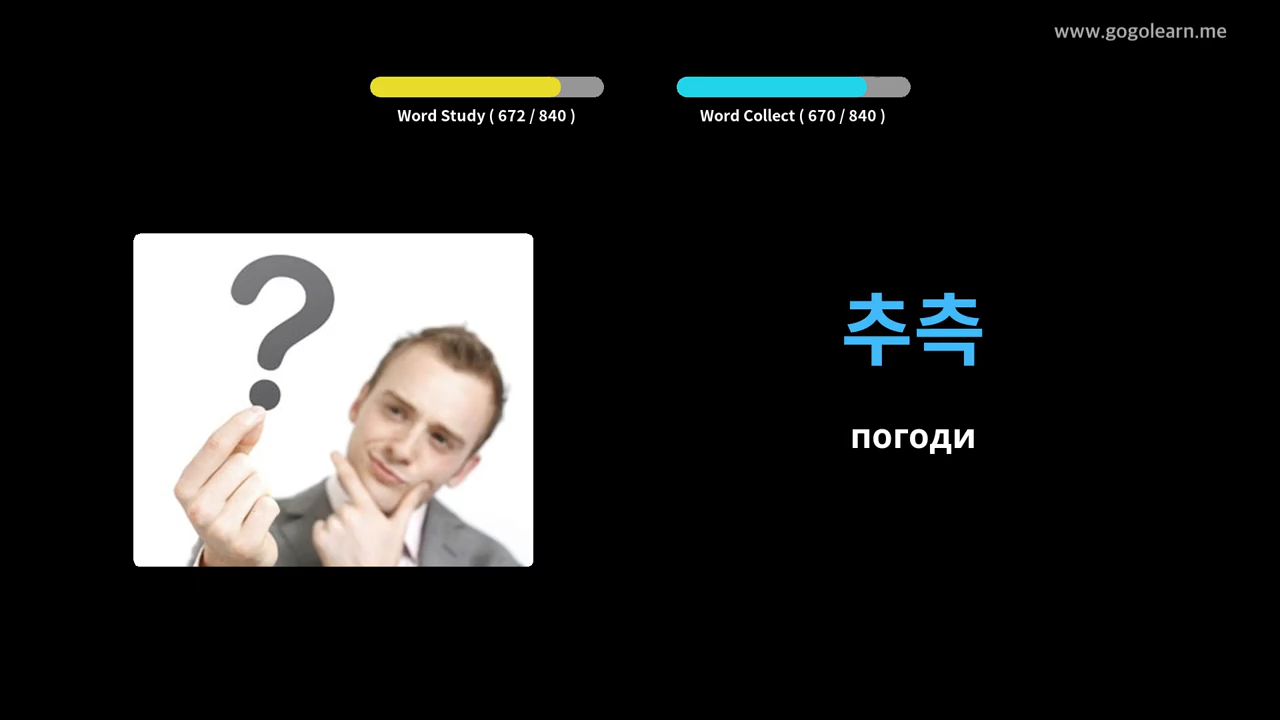 www.gogolearn.me
Word Study ( 672 / 840 )
Word Collect ( 670 / 840 )
?
추측
погоди